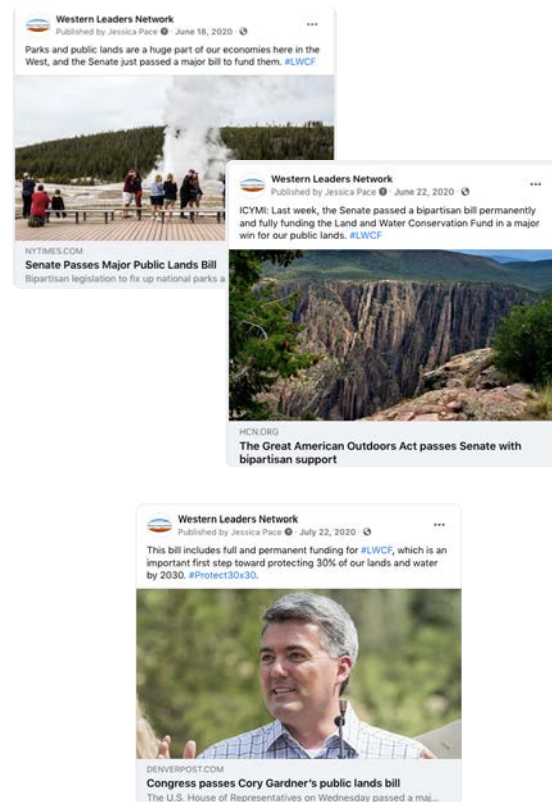 Western Leaders Network
Published by Jessica Pace · June 18, 2020 ·
Parks and public lands are a huge part of our economies here in the
West, and the Senate just passed a major bill to fund them. #LWCF
NYTIMES.COM
Senate Passes Major Public Lands Bill
Bipartisan legislation to fix up national parks a
Western Leaders Network
Published by Jessica Pace · June 22, 2020 ·
ICYMI: Last week, the Senate passed a bipartisan bill permanently
and fully funding the Land and Water Conservation Fund in a major
win for our public lands. #LWCF
HCN.ORG
The Great American Outdoors Act passes Senate with
bipartisan support
Western Leaders Network
Published by Jessica Pace · July 22, 2020 ·
This bill includes full and permanent funding for #LWCF, which is an
important first step toward protecting 30% of our lands and water
by 2030. #Protect30x30.
DENVERPOST.COM
Congress passes Cory Gardner's public lands bill
The U.S. House of Representatives on Wednesday passed a maj...